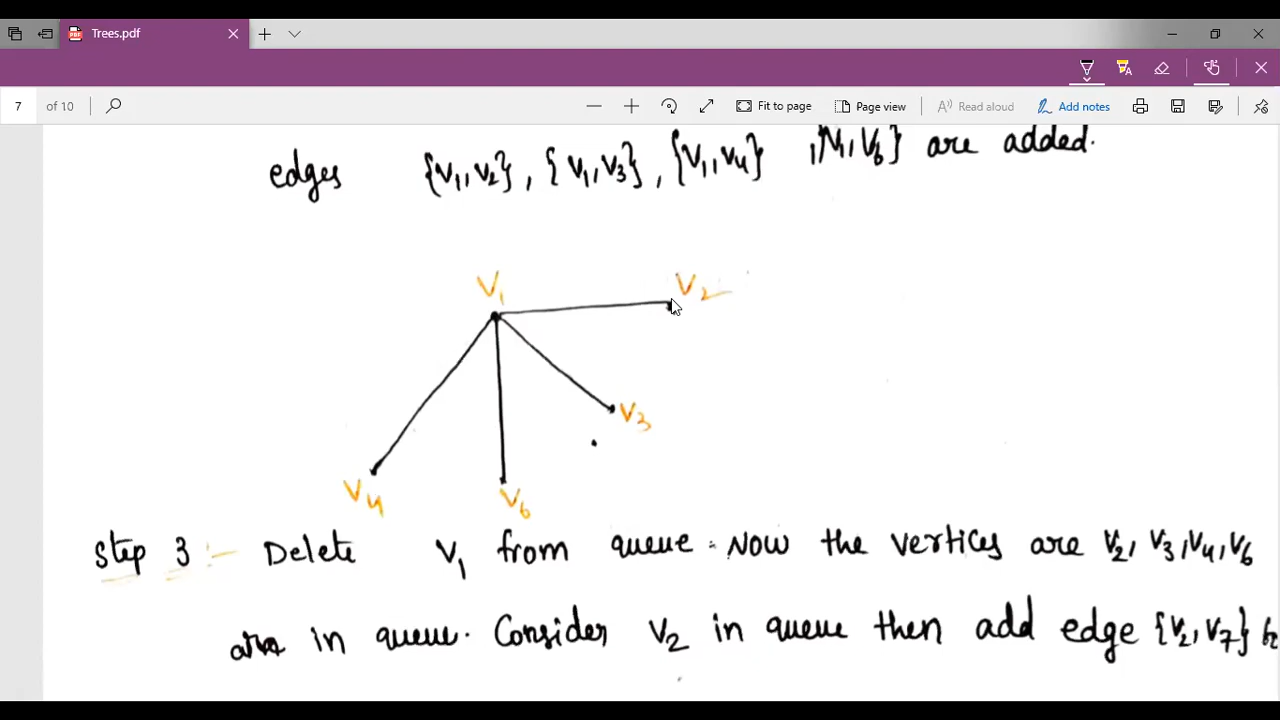 Trees.pdf
7 of 10 Fit to page Page view Read aloud Add notes
edges {V1,V2}, {V1,V3}, {V1,V4} ,V1,V6} are added.
V1
V2
V3
V4
V6
Step 3 :- Delete V1 from queue. Now the vertices are V2, V3, V4, V6
in queue. Consider V2 in queue then add edge {V2,V7}